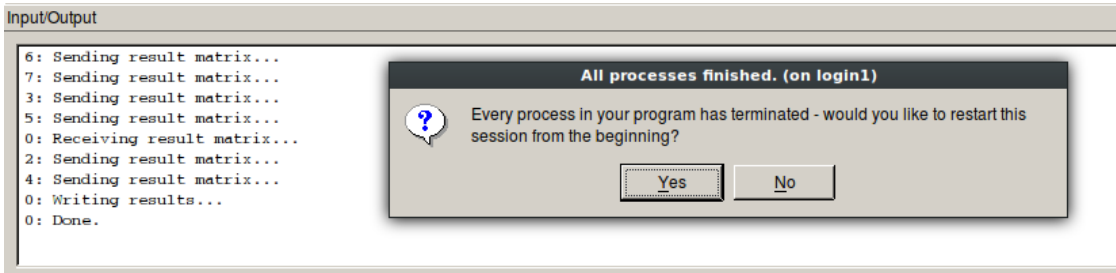 Input/Output
6: Sending result matrix...
7: Sending result matrix...
3: Sending result matrix...
5: Sending result matrix...
0: Receiving result matrix...
2: Sending result matrix...
4: Sending result matrix...
0: Writing results...
0: Done.
All processes finished. (on login1)
Every process in your program has terminated - would you like to restart this
session from the beginning?
Yes No